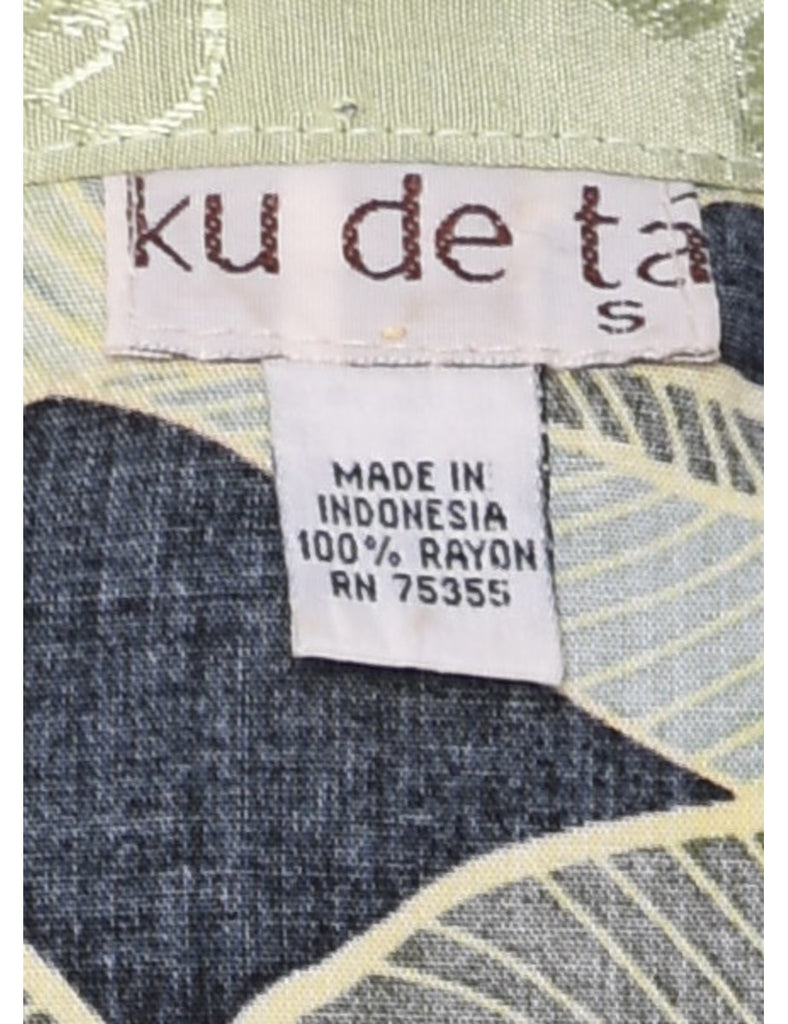 ku de ta
s
MADE IN
INDONESIA
100% RAYON
RN 75355